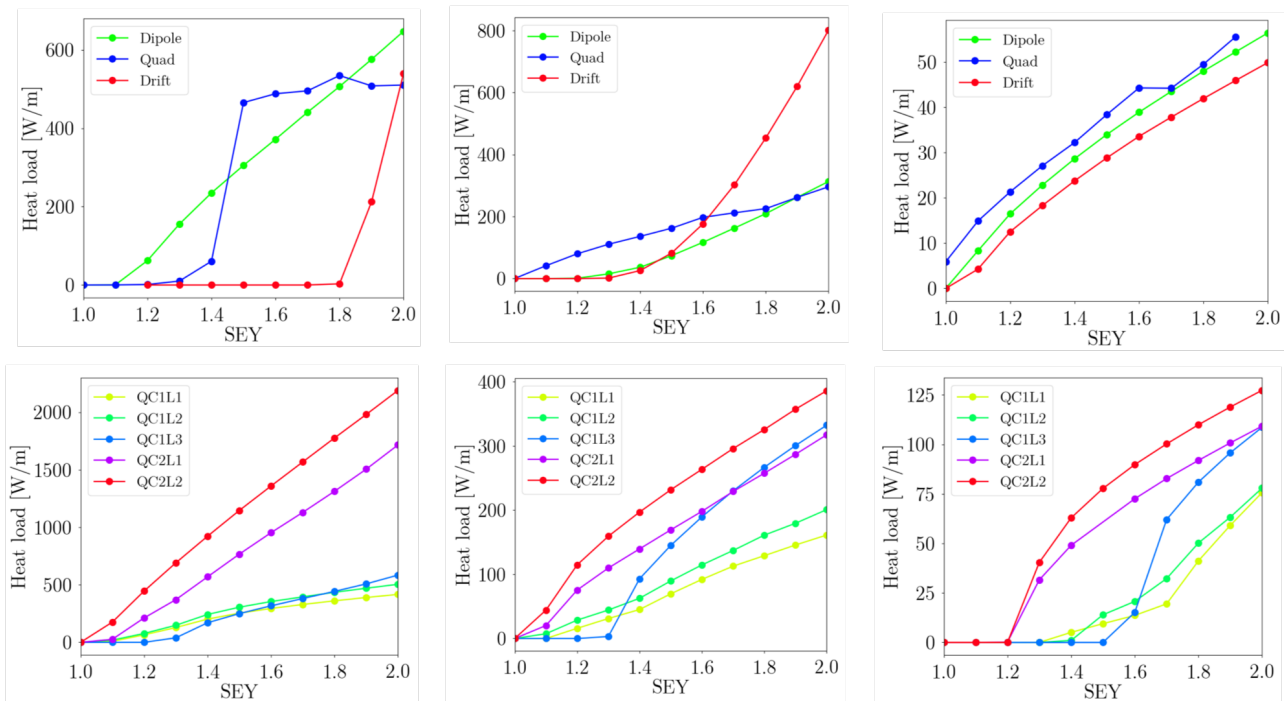 Heat load [W/m]
600
400
200
0
Dipole
Quad
Drift
1.0 1.2 1.4 1.6 1.8 2.0
SEY
Heat load [W/m]
800
600
400
200
0
Dipole
Quad
Drift
1.0 1.2 1.4 1.6 1.8 2.0
SEY
Heat load [W/m]
50
40
30
20
10
0
Dipole
Quad
Drift
1.0 1.2 1.4 1.6 1.8 2.0
SEY
Heat load [W/m]
2000
1500
1000
500
0
QC1L1
QC1L2
QC1L3
QC2L1
QC2L2
1.0 1.2 1.4 1.6 1.8 2.0
SEY
Heat load [W/m]
400
300
200
100
0
QC1L1
QC1L2
QC1L3
QC2L1
QC2L2
1.0 1.2 1.4 1.6 1.8 2.0
SEY
Heat load [W/m]
125
100
75
50
25
0
QC1L1
QC1L2
QC1L3
QC2L1
QC2L2
1.0 1.2 1.4 1.6 1.8 2.0
SEY